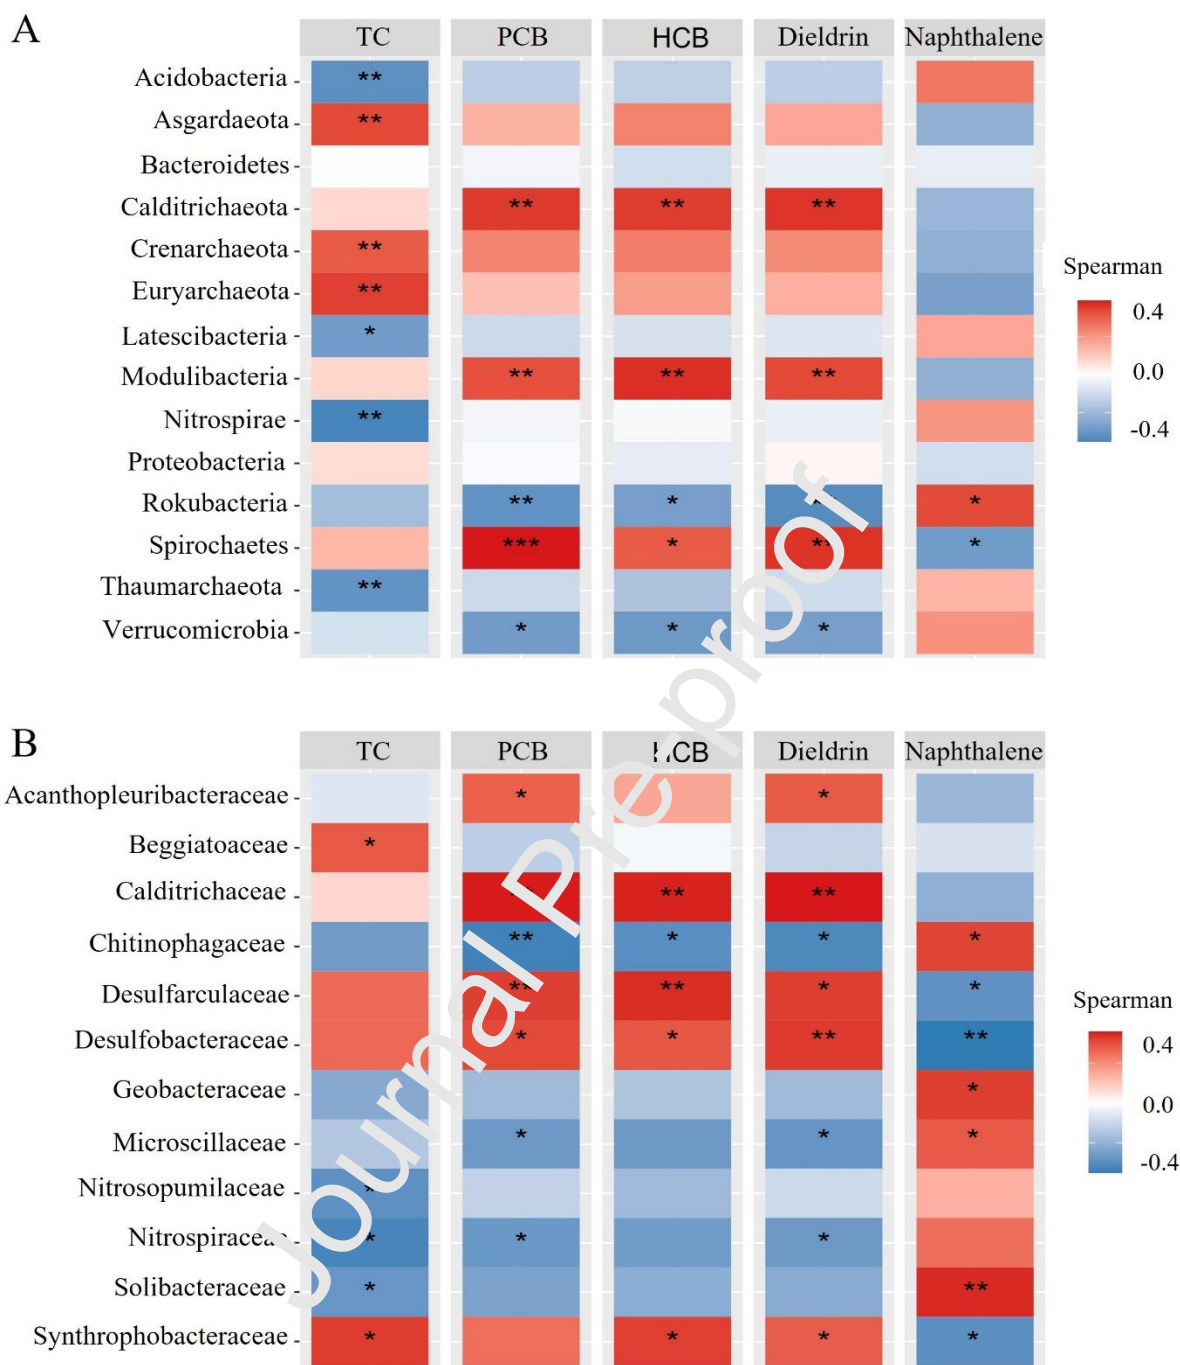 A
TC PCB HCB Dieldrin Naphthalene
Acidobacteria **
Asgardaeota **
Bacteroidetes
Calditrichaeota ** ** **
Crenarchaeota **
Euryarchaeota **
Latescibacteria *
Modulibacteria ** ** **
Nitrospirae **
Proteobacteria
Rokubacteria ** * *
Spirochaetes *** * ** *
Thaumarchaeota **
Verrucomicrobia * * *
Spearman
0.4
0.0
-0.4
B
TC PCB HCB Dieldrin Naphthalene
Acanthopleuribacteraceae * *
Beggiatoaceae *
Calditrichaceae ** **
Chitinophagaceae ** * * *
Desulfarculaceae ** ** * *
Desulfobacteraceae * * ** **
Geobacteraceae *
Microscillaceae * * *
Nitrosopumilaceae *
Nitrospiraceae * * *
Solibacteraceae * **
Synthrophobacteraceae * * * *
Spearman
0.4
0.0
-0.4
Journal Pre-proof